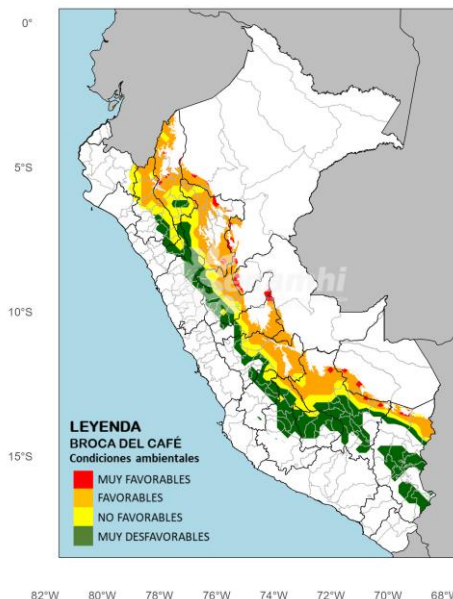 0°
5°S
10°S
15°S
senamhi
LEYENDA
BROCA DEL CAFÉ
Condiciones ambientales
MUY FAVORABLES
FAVORABLES
NO FAVORABLES
MUY DESFAVORABLES
82°W 80°W 78°W 76°W 74°W 72°W 70°W 68°W